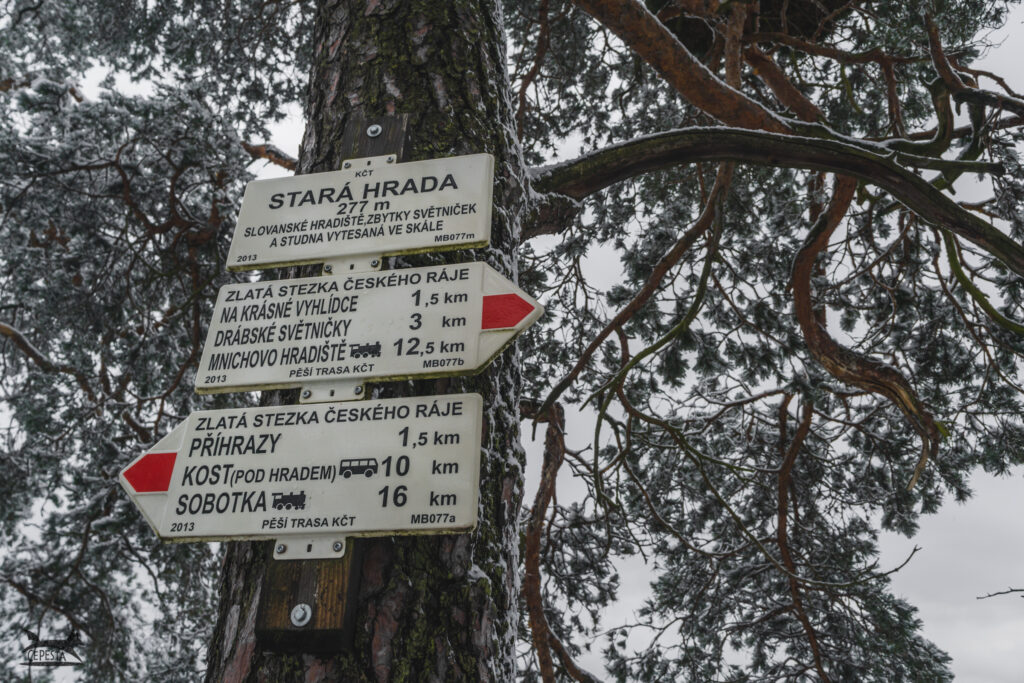 KČT
STARÁ HRADA
277 m
SLOVANSKÉ HRADIŠTĚ,ZBYTKY SVĚTNIČEK
A STUDNA VYTESANÁ VE SKÁLE
2013 MB077m
ZLATÁ STEZKA ČESKÉHO RÁJE
NA KRÁSNÉ VYHLÍDCE 1,5 km
DRÁBSKÉ SVĚTNIČKY 3 km
MNICHOVO HRADIŠTĚ 12,5 km
2013 PĚŠÍ TRASA KČT MB077b
ZLATÁ STEZKA ČESKÉHO RÁJE
PŘÍHRAZY 1,5 km
KOST(POD HRADEM) 10 km
SOBOTKA 16 km
2013 PĚŠÍ TRASA KČT MB077a
ČEPESTA